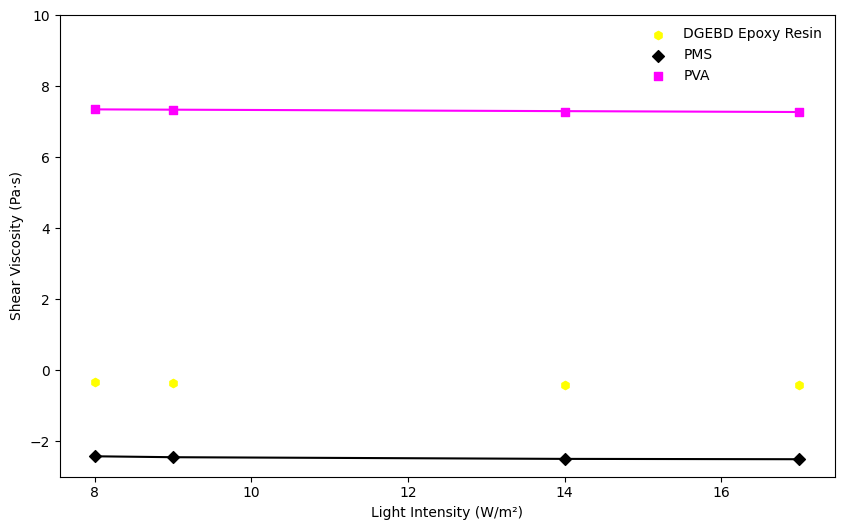 10
8
6
4
2
0
−2
8
10
12
14
16
Shear Viscosity (Pa·s)
Light Intensity (W/m²)
DGEBD Epoxy Resin
PMS
PVA